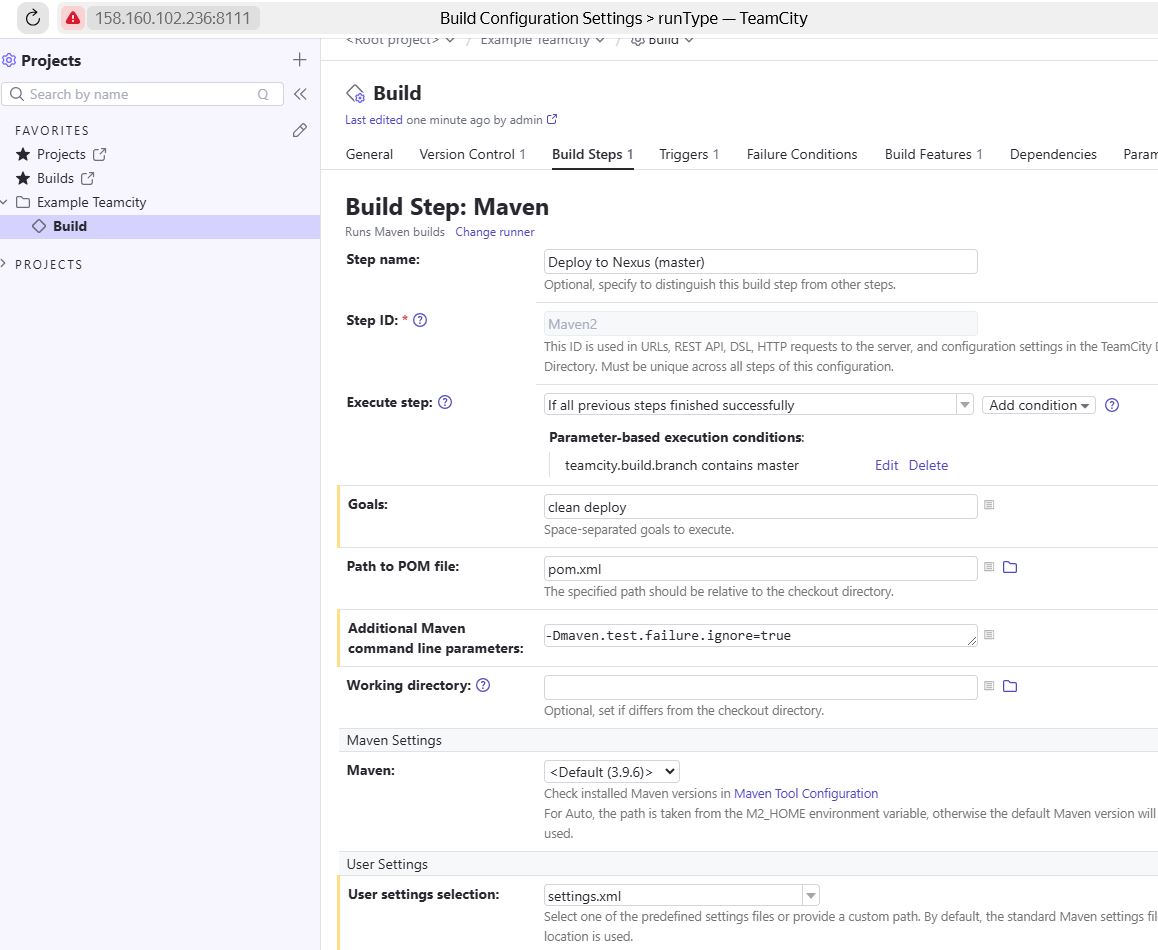 158.160.102.236:8111
Build Configuration Settings > runType — TeamCity
Projects
Search by name
Q
FAVORITES
Projects
Builds
Example Teamcity
Build
PROJECTS
<Root project> / Example Teamcity / Build
Build
Last edited one minute ago by admin
General Version Control 1 Build Steps 1 Triggers 1 Failure Conditions Build Features 1 Dependencies Param
Build Step: Maven
Runs Maven builds Change runner
Step name: Deploy to Nexus (master)
Optional, specify to distinguish this build step from other steps.
Step ID: * Maven2
This ID is used in URLs, REST API, DSL, HTTP requests to the server, and configuration settings in the TeamCity D
Directory. Must be unique across all steps of this configuration.
Execute step: If all previous steps finished successfully Add condition
Parameter-based execution conditions:
teamcity.build.branch contains master Edit Delete
Goals: clean deploy
Space-separated goals to execute.
Path to POM file: pom.xml
The specified path should be relative to the checkout directory.
Additional Maven
command line parameters:
-Dmaven.test.failure.ignore=true
Working directory:
Optional, set if differs from the checkout directory.
Maven Settings
Maven: <Default (3.9.6)>
Check installed Maven versions in Maven Tool Configuration
For Auto, the path is taken from the M2_HOME environment variable, otherwise the default Maven version will
used.
User Settings
User settings selection: settings.xml
Select one of the predefined settings files or provide a custom path. By default, the standard Maven settings fil
location is used.